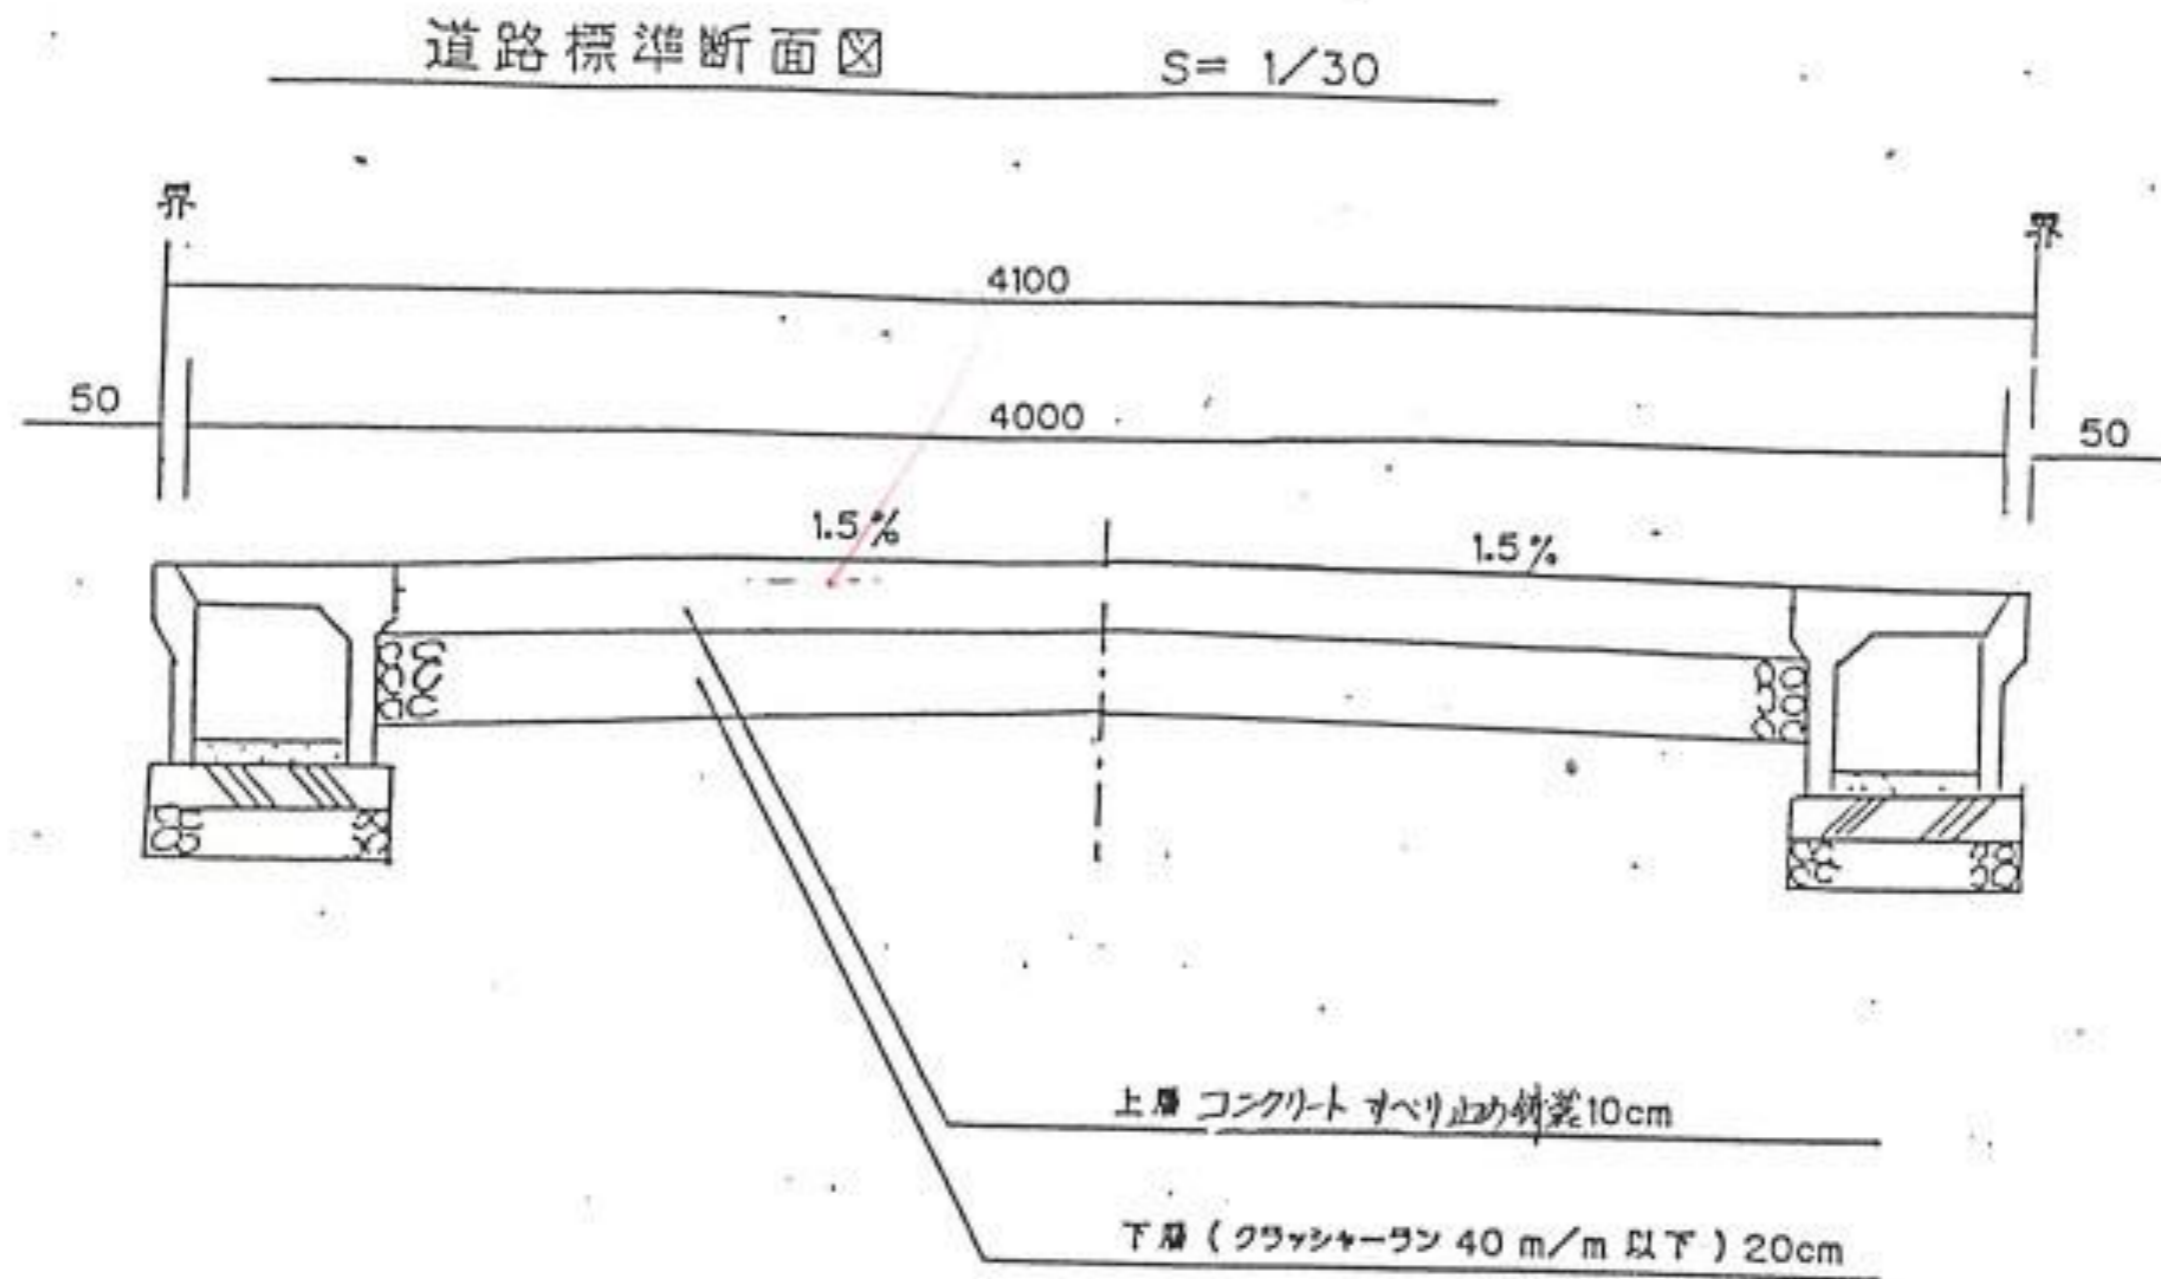 道路標準断面図 S= 1/30
界
界
4100
50
4000
50
1.5%
1.5%
上層 コンクリート すべり止め舗装10cm
下層 (クラッシャーラン 40 m/m 以下) 20cm